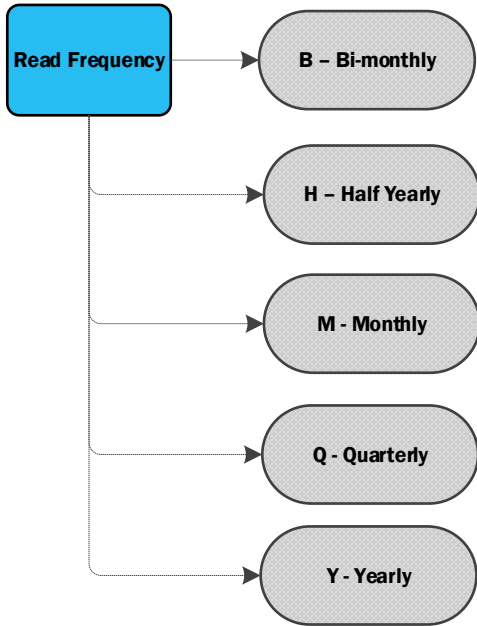 Read Frequency
B – Bi-monthly
H – Half Yearly
M - Monthly
Q - Quarterly
Y - Yearly